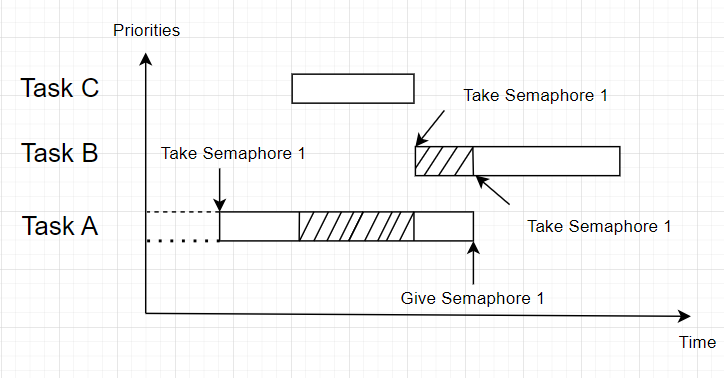 Priorities
Task C
Take Semaphore 1
Task B
Take Semaphore 1
Task A
Take Semaphore 1
Give Semaphore 1
Time